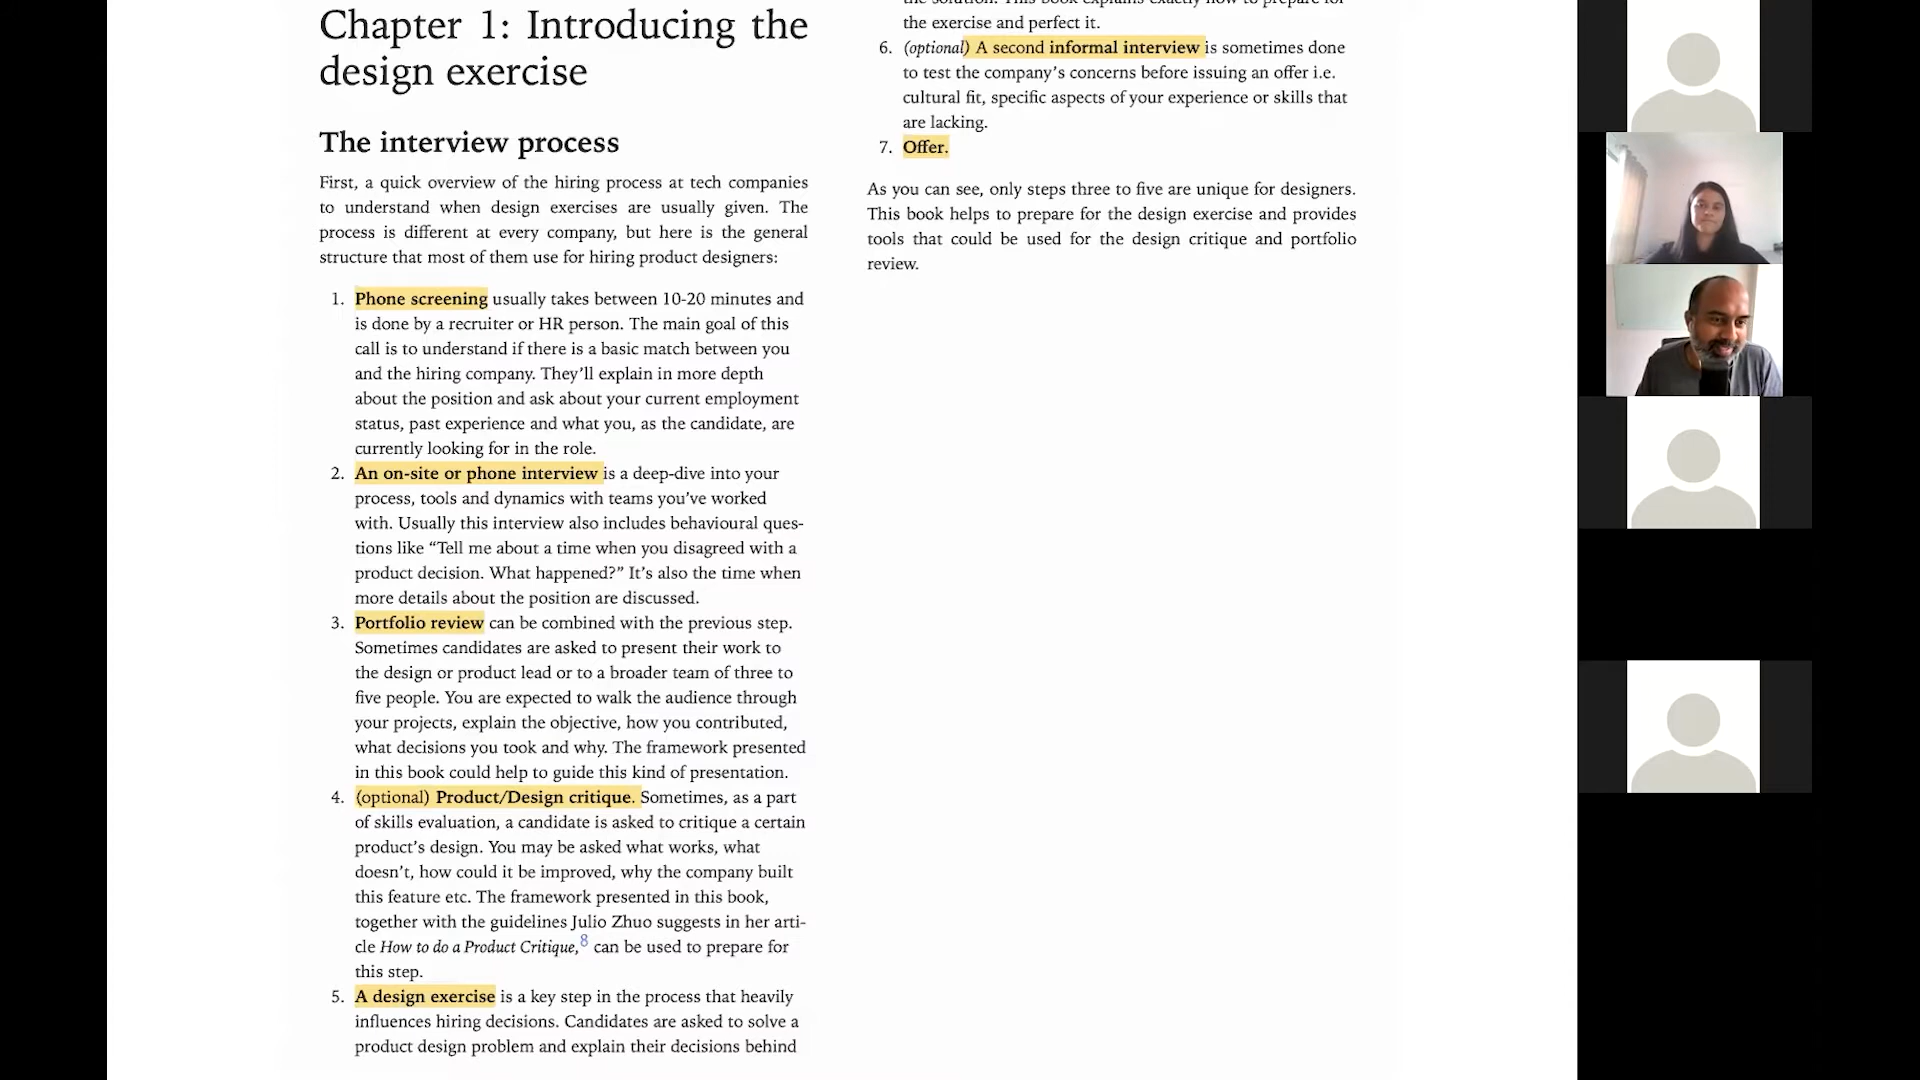 Chapter 1: Introducing the
design exercise
The interview process
First, a quick overview of the hiring process at tech companies
to understand when design exercises are usually given. The
process is different at every company, but here is the general
structure that most of them use for hiring product designers:
1. Phone screening usually takes between 10-20 minutes and
is done by a recruiter or HR person. The main goal of this
call is to understand if there is a basic match between you
and the hiring company. They’ll explain in more depth
about the position and ask about your current employment
status, past experience and what you, as the candidate, are
currently looking for in the role.
2. An on-site or phone interview is a deep-dive into your
process, tools and dynamics with teams you’ve worked
with. Usually this interview also includes behavioural ques-
tions like “Tell me about a time when you disagreed with a
product decision. What happened?” It’s also the time when
more details about the position are discussed.
3. Portfolio review can be combined with the previous step.
Sometimes candidates are asked to present their work to
the design or product lead or to a broader team of three to
five people. You are expected to walk the audience through
your projects, explain the objective, how you contributed,
what decisions you took and why. The framework presented
in this book could help to guide this kind of presentation.
4. (optional) Product/Design critique. Sometimes, as a part
of skills evaluation, a candidate is asked to critique a certain
product’s design. You may be asked what works, what
doesn’t, how could it be improved, why the company built
this feature etc. The framework presented in this book,
together with the guidelines Julio Zhuo suggests in her arti-
cle How to do a Product Critique,8 can be used to prepare for
this step.
5. A design exercise is a key step in the process that heavily
influences hiring decisions. Candidates are asked to solve a
product design problem and explain their decisions behind
the solution. This book explains exactly how to prepare for
the exercise and perfect it.
6. (optional) A second informal interview is sometimes done
to test the company’s concerns before issuing an offer i.e.
cultural fit, specific aspects of your experience or skills that
are lacking.
7. Offer.
As you can see, only steps three to five are unique for designers.
This book helps to prepare for the design exercise and provides
tools that could be used for the design critique and portfolio
review.